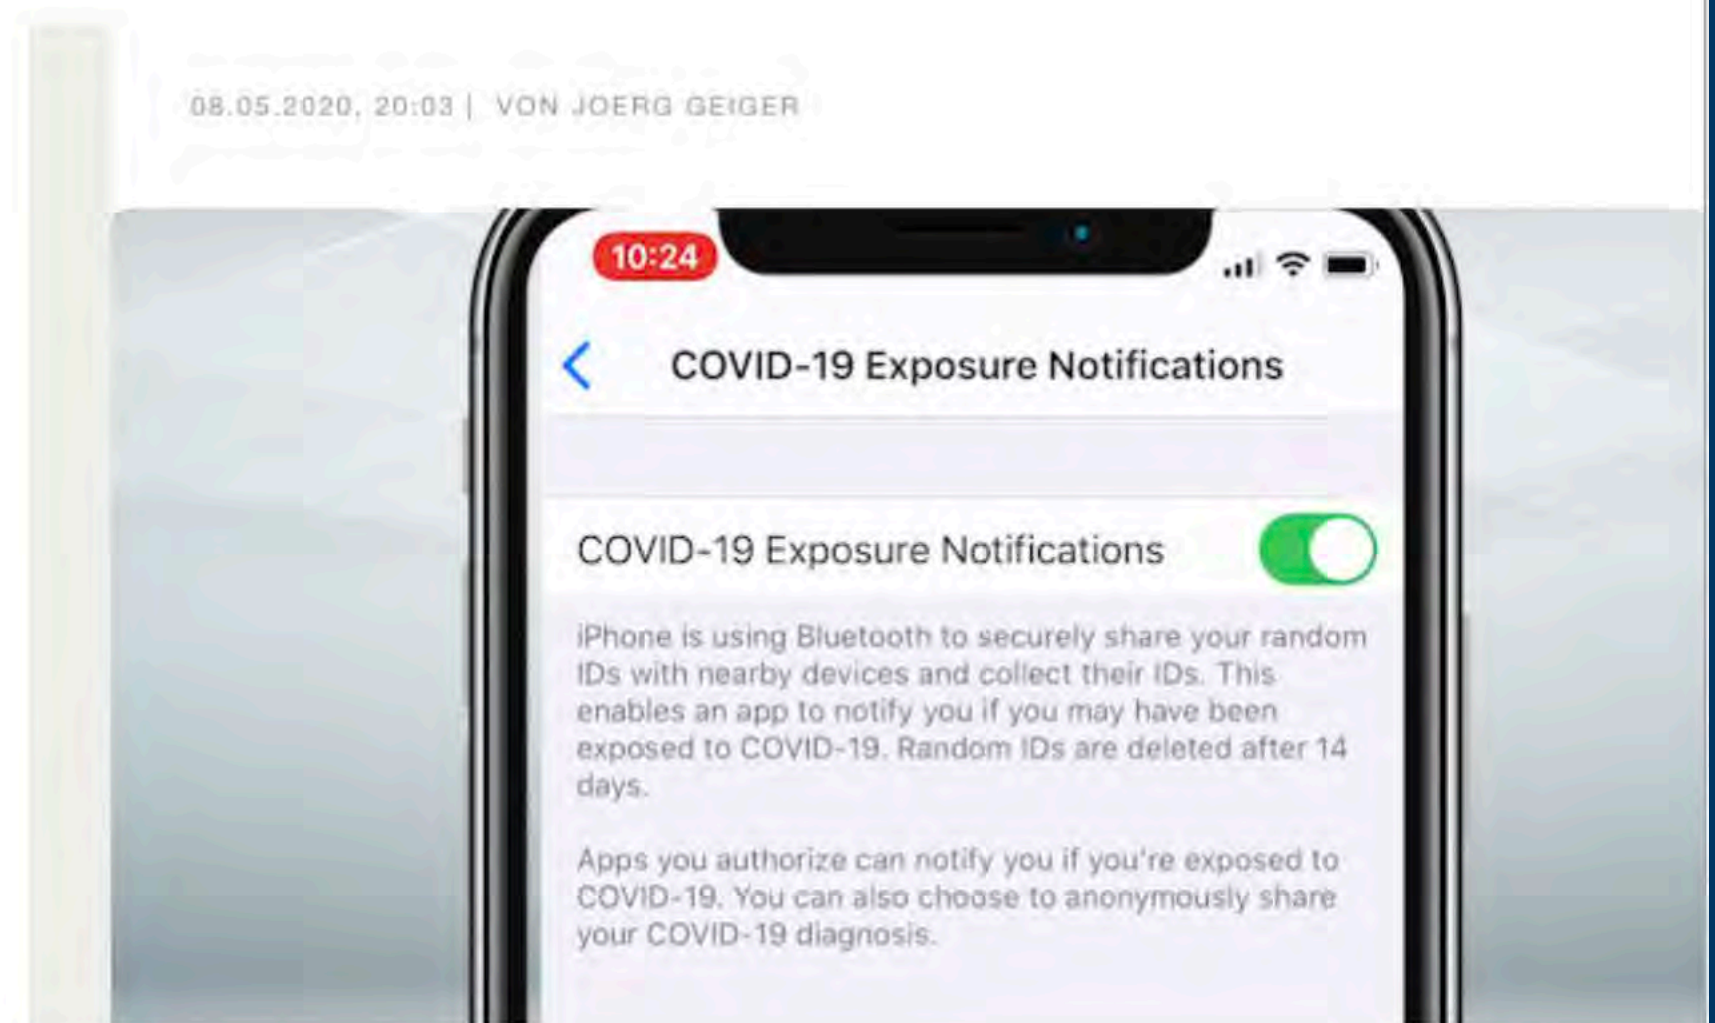 08.05.2020, 20:03 | VON JOERG GEIGER
10:24
COVID-19 Exposure Notifications
COVID-19 Exposure Notifications
iPhone is using Bluetooth to securely share your random
IDs with nearby devices and collect their IDs. This
enables an app to notify you if you may have been
exposed to COVID-19. Random IDs are deleted after 14
days.
Apps you authorize can notify you if you're exposed to
COVID-19. You can also choose to anonymously share
your COVID-19 diagnosis.